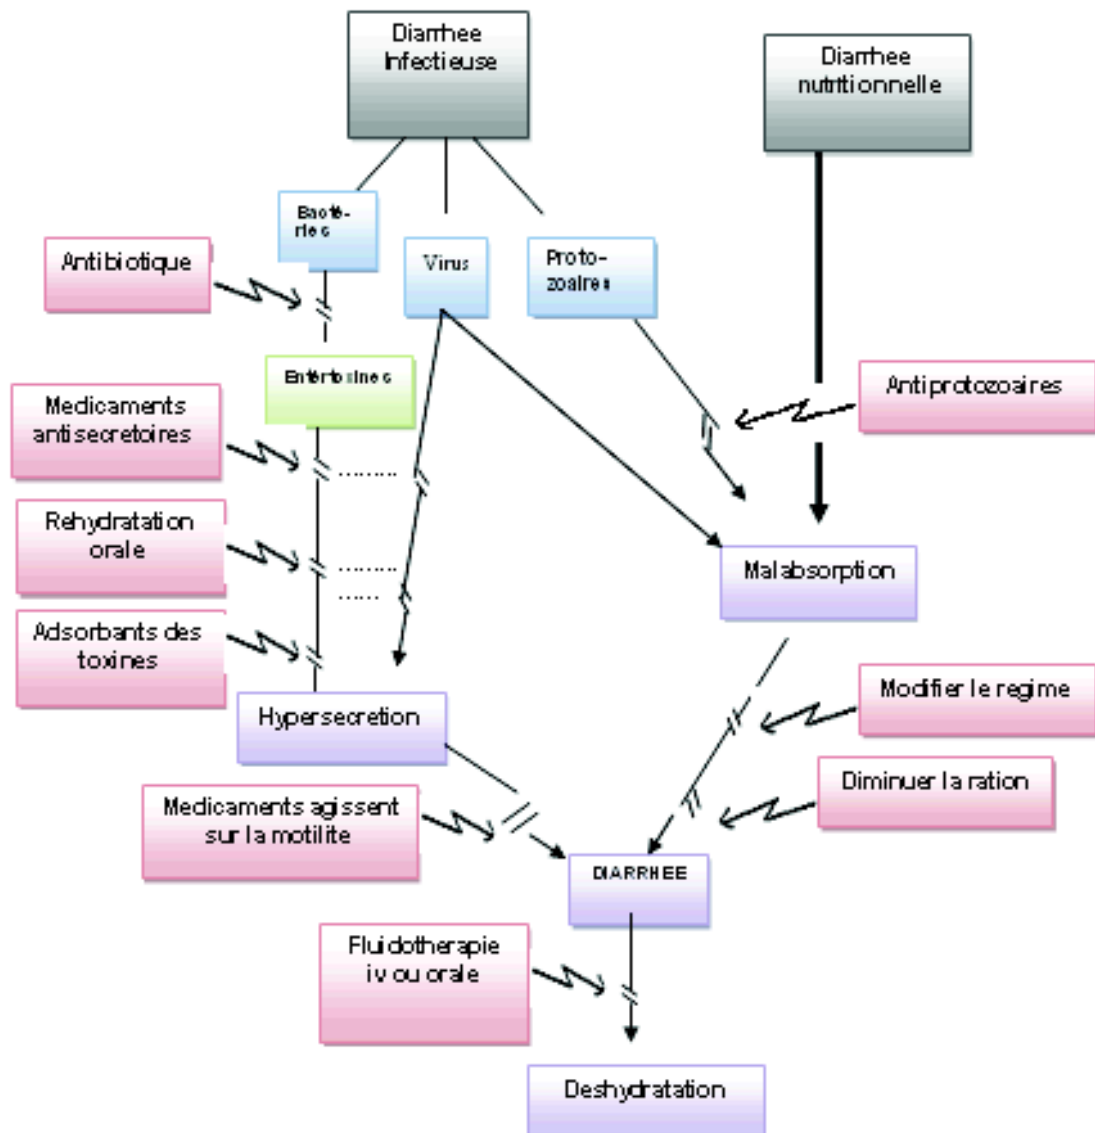 Diarrhee
Infectieuse
Diarrhee
nutritionnelle
Bacté-
ries
Antibiotique
Virus
Proto-
zoaires
Entértoxines
Antiprotozoaires
Medicaments
antisecretoires
Rehydratation
orale
Malabsorption
Adsorbants des
toxines
Modifier le regime
Hypersecretion
Diminuer la ration
Medicaments agissent
sur la motilite
DIARRHEE
Fluidotherapie
iv ou orale
Deshydratation